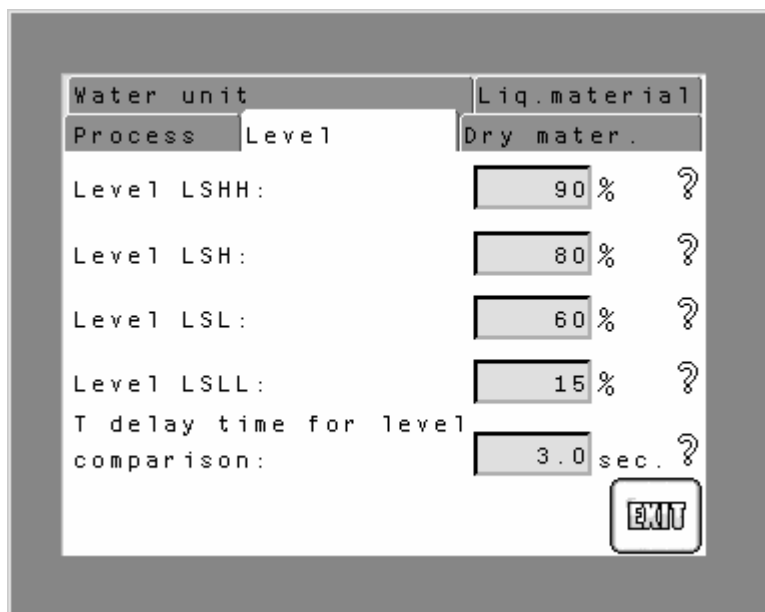 Water unit Liq.material
Process Level Dry mater.
Level LSHH: 90 % ?
Level LSH: 80 % ?
Level LSL: 60 % ?
Level LSLL: 15 % ?
T delay time for level
comparison: 3.0 sec. ?
EXIT